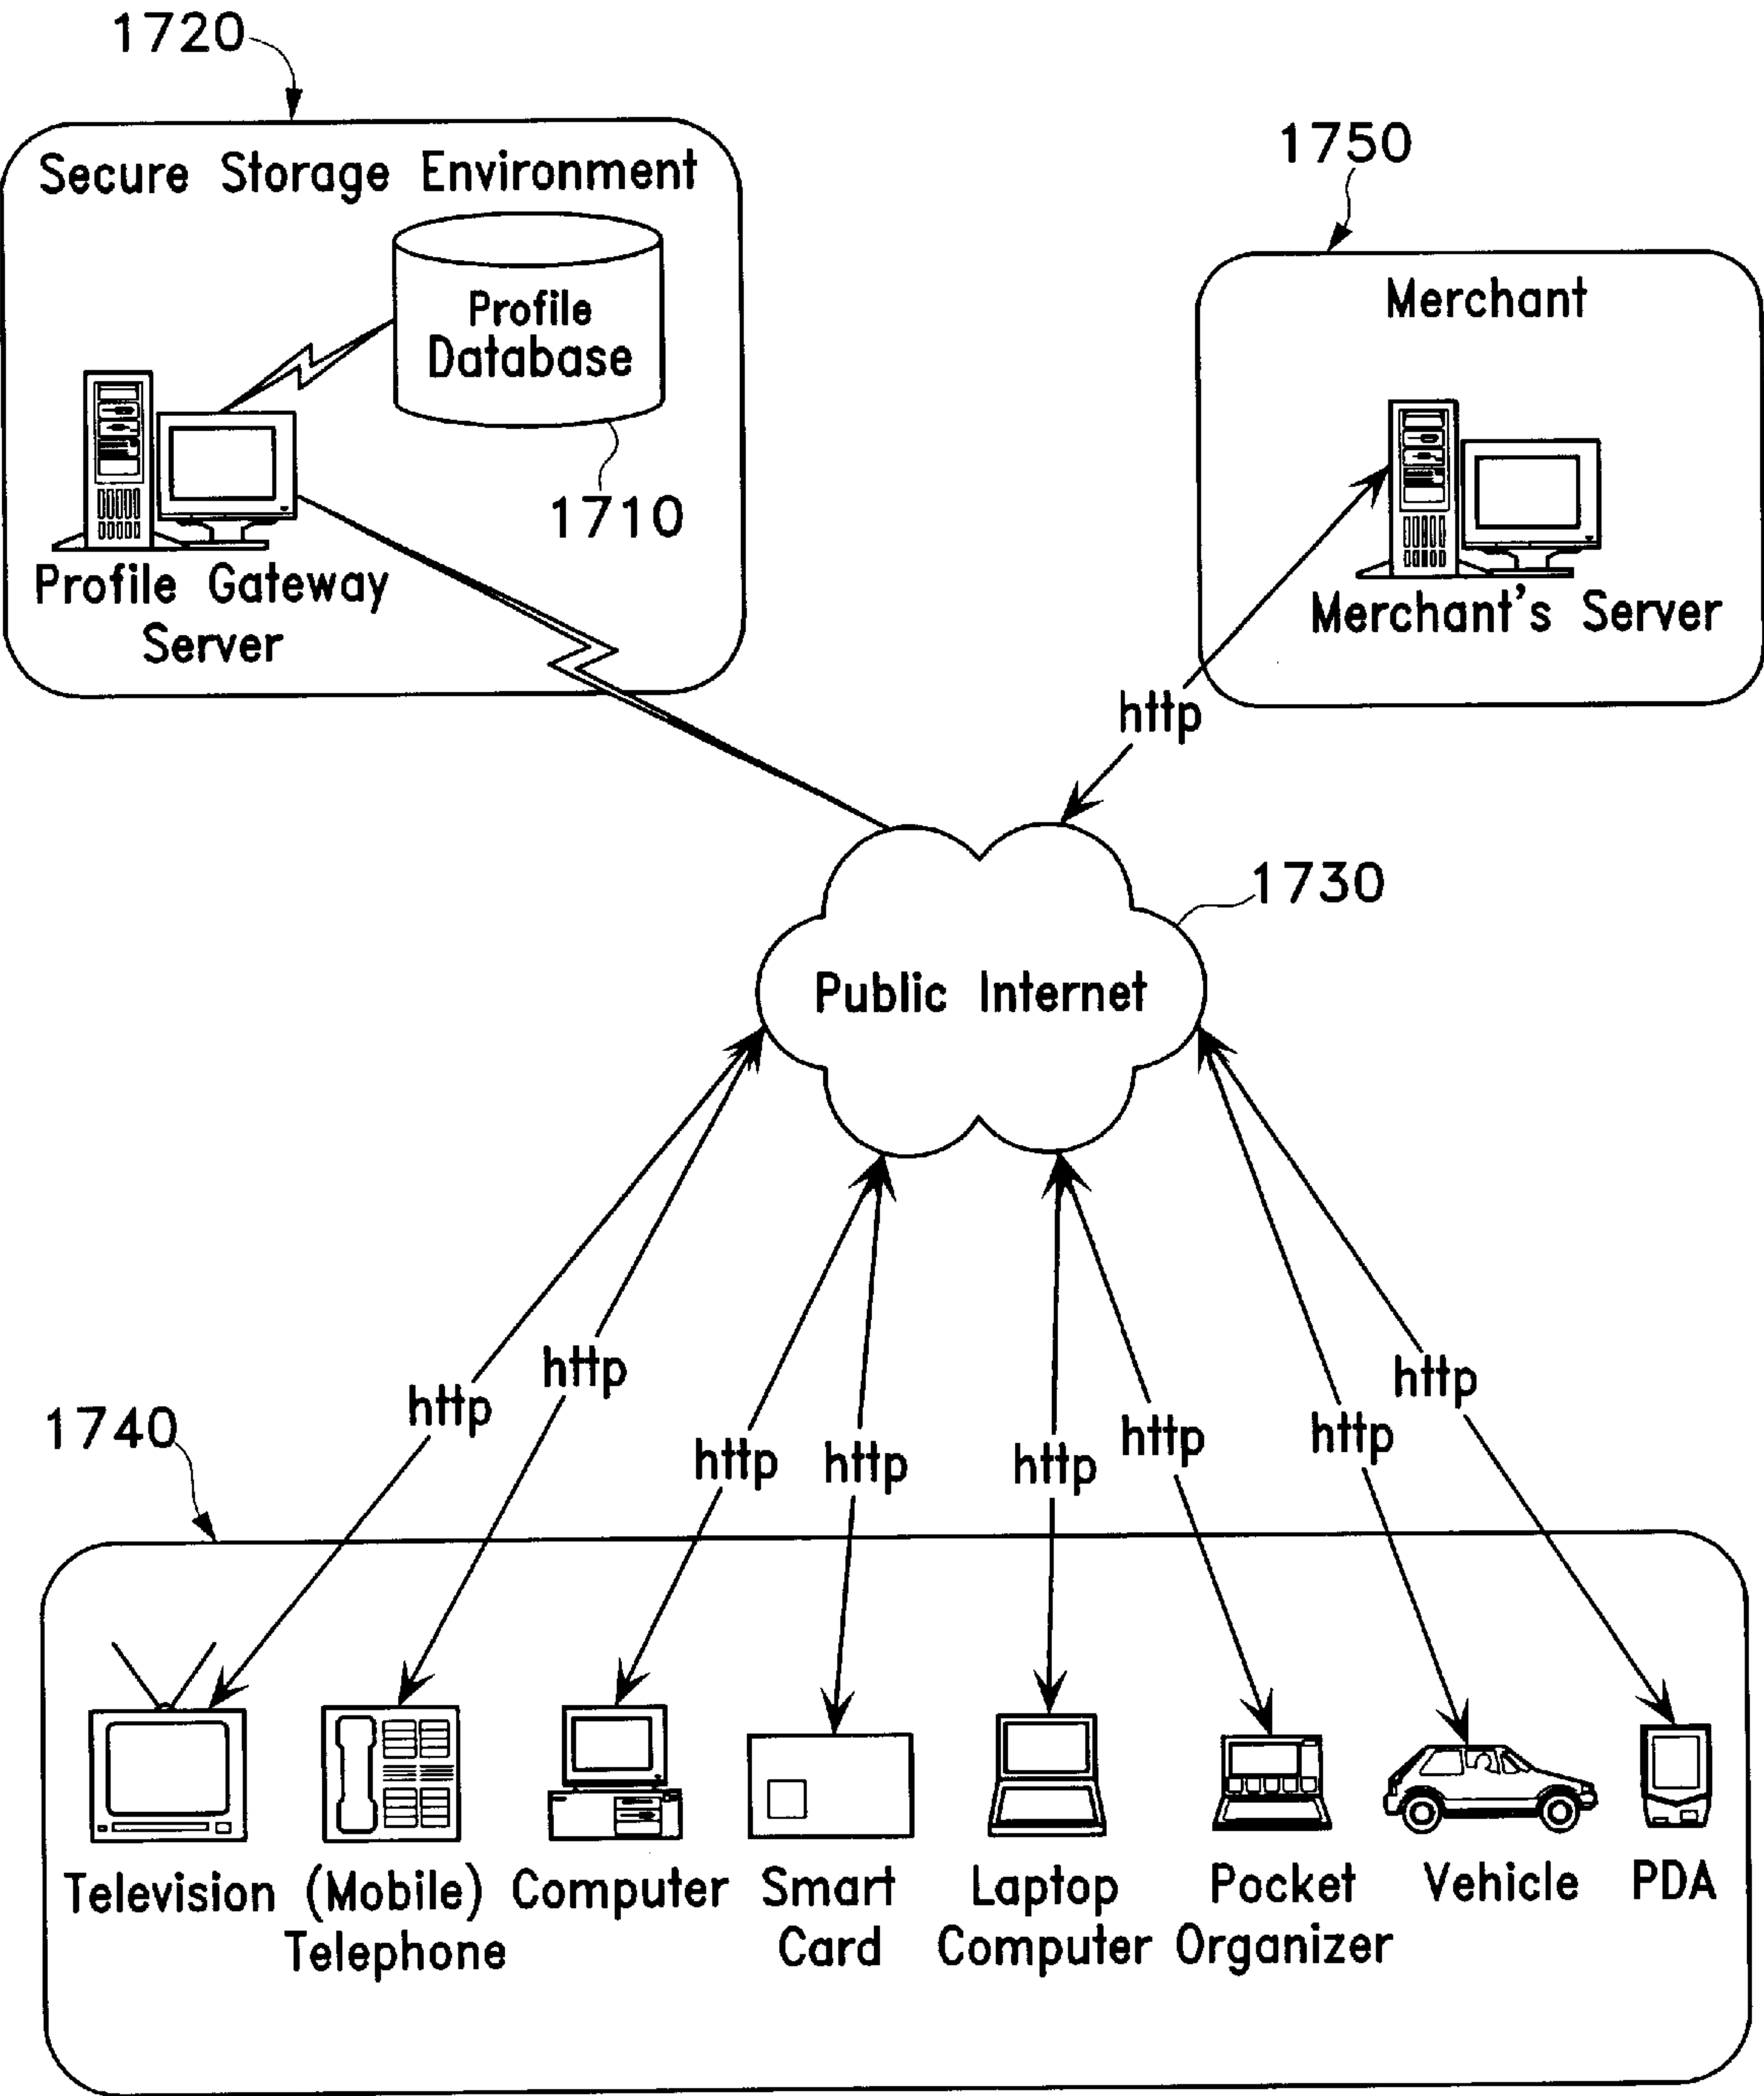 1720
Secure Storage Environment
Profile
Database
1710
Profile Gateway
Server
1750
Merchant
Merchant's Server
http
1730
Public Internet
http
http
http
http
http
http
http
http
1740
Television
(Mobile)
Telephone
Computer
Smart
Card
Laptop
Computer
Pocket
Organizer
Vehicle
PDA